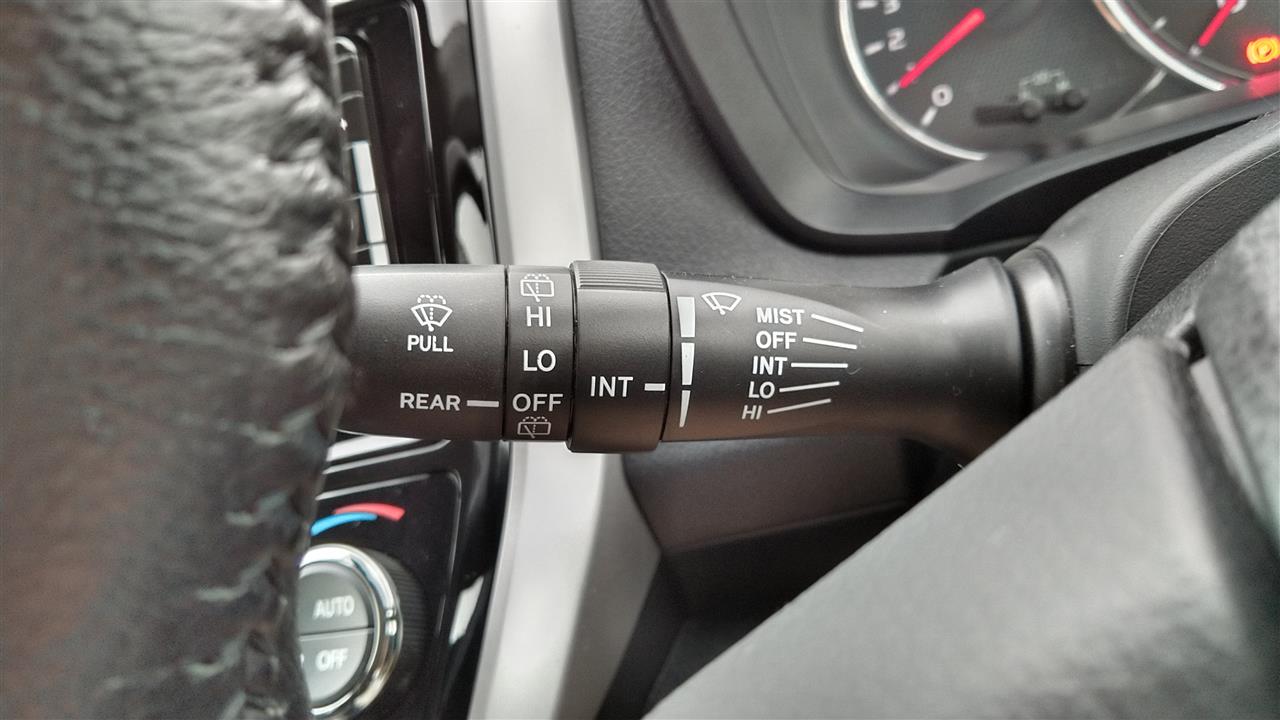 3
2
0
PULL
REAR
HI
LO
OFF
INT
MIST
OFF
INT
LO
HI
AUTO
OFF